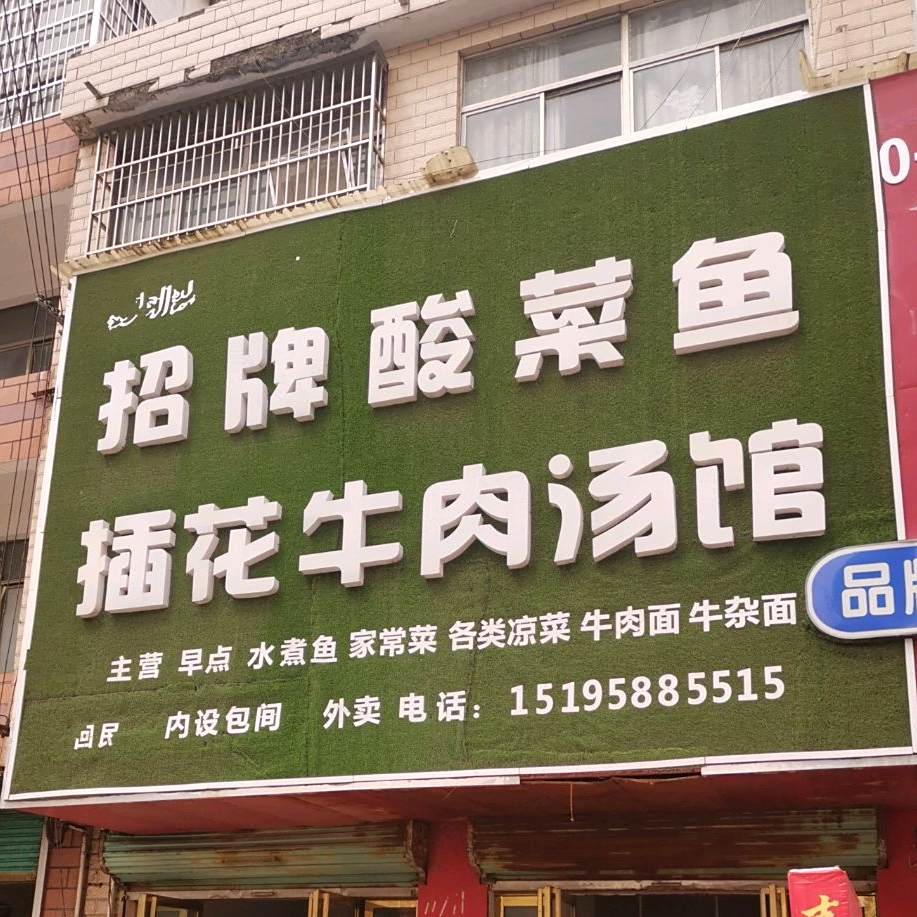 招牌酸菜鱼
插花牛肉汤馆
主营 早点 水煮鱼 家常菜 各类凉菜 牛肉面 牛杂面
回民 内设包间 外卖 电话：15195885515
品牌